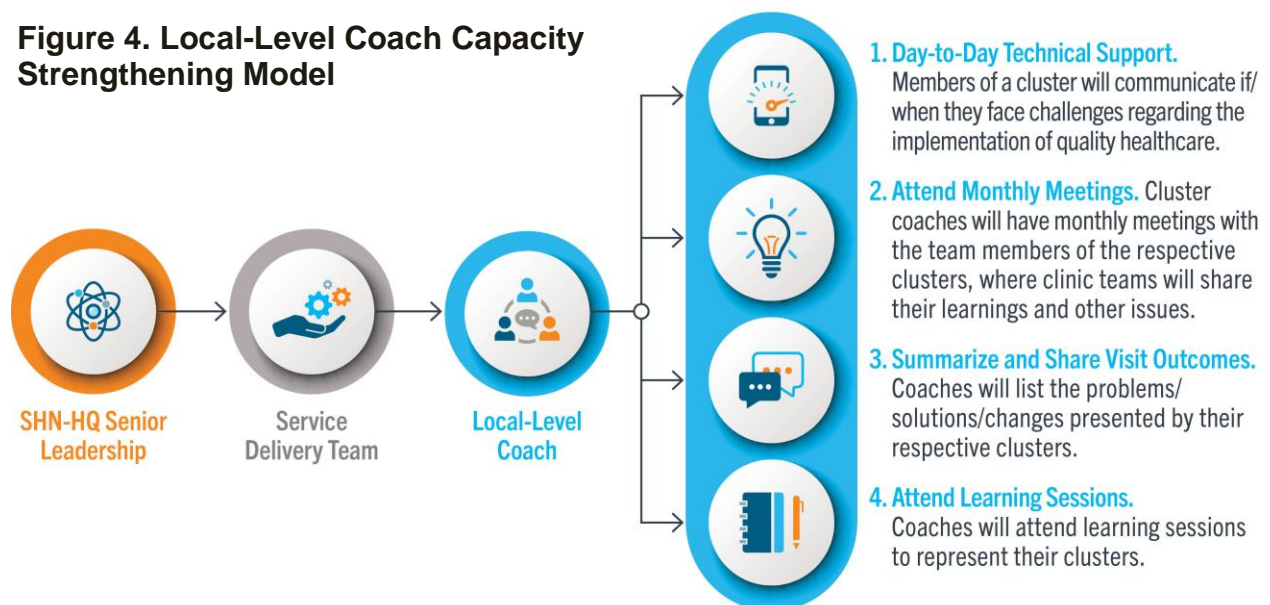 Figure 4. Local-Level Coach Capacity
Strengthening Model
SHN-HQ Senior
Leadership
Service
Delivery Team
Local-Level
Coach
1. Day-to-Day Technical Support.
Members of a cluster will communicate if/
when they face challenges regarding the
implementation of quality healthcare.
2. Attend Monthly Meetings. Cluster
coaches will have monthly meetings with
the team members of the respective
clusters, where clinic teams will share
their learnings and other issues.
3. Summarize and Share Visit Outcomes.
Coaches will list the problems/
solutions/changes presented by their
respective clusters.
4. Attend Learning Sessions.
Coaches will attend learning sessions
to represent their clusters.